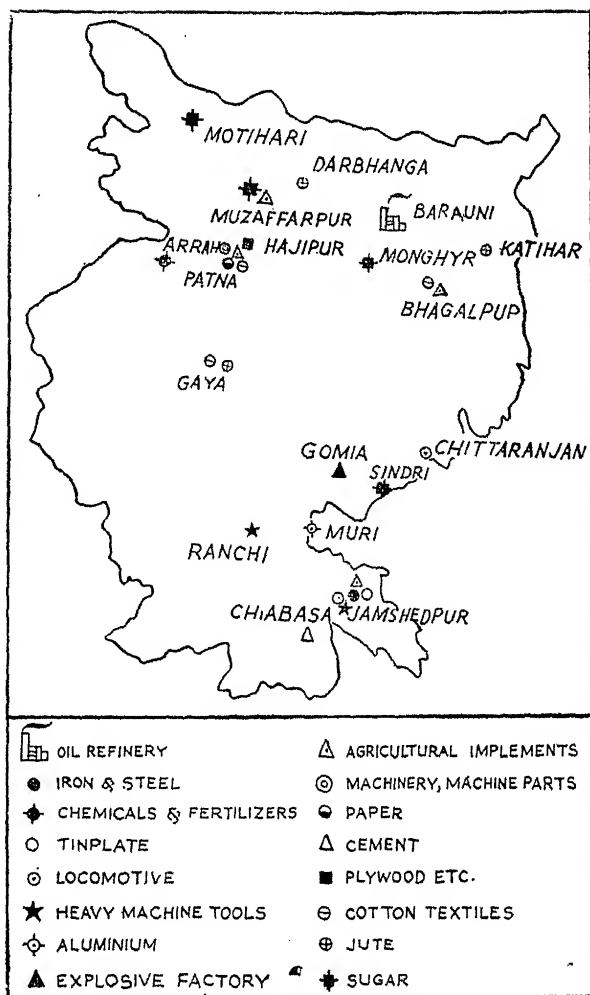 MOTIHARI
DARBHANGA
MUZAFFARPUR
BARAUNI
ARRAH
HAJIPUR
MONGHYR
KATIHAR
PATNA
BHAGALPUP
GAYA
CHITTARANJAN
GOMIA
SINDRI
RANCHI
MURI
CHIABASA
JAMSHEDPUR
OIL REFINERY
IRON & STEEL
CHEMICALS & FERTILIZERS
TINPLATE
LOCOMOTIVE
HEAVY MACHINE TOOLS
ALUMINIUM
EXPLOSIVE FACTORY
AGRICULTURAL IMPLEMENTS
MACHINERY, MACHINE PARTS
PAPER
CEMENT
PLYWOOD ETC.
COTTON TEXTILES
JUTE
SUGAR